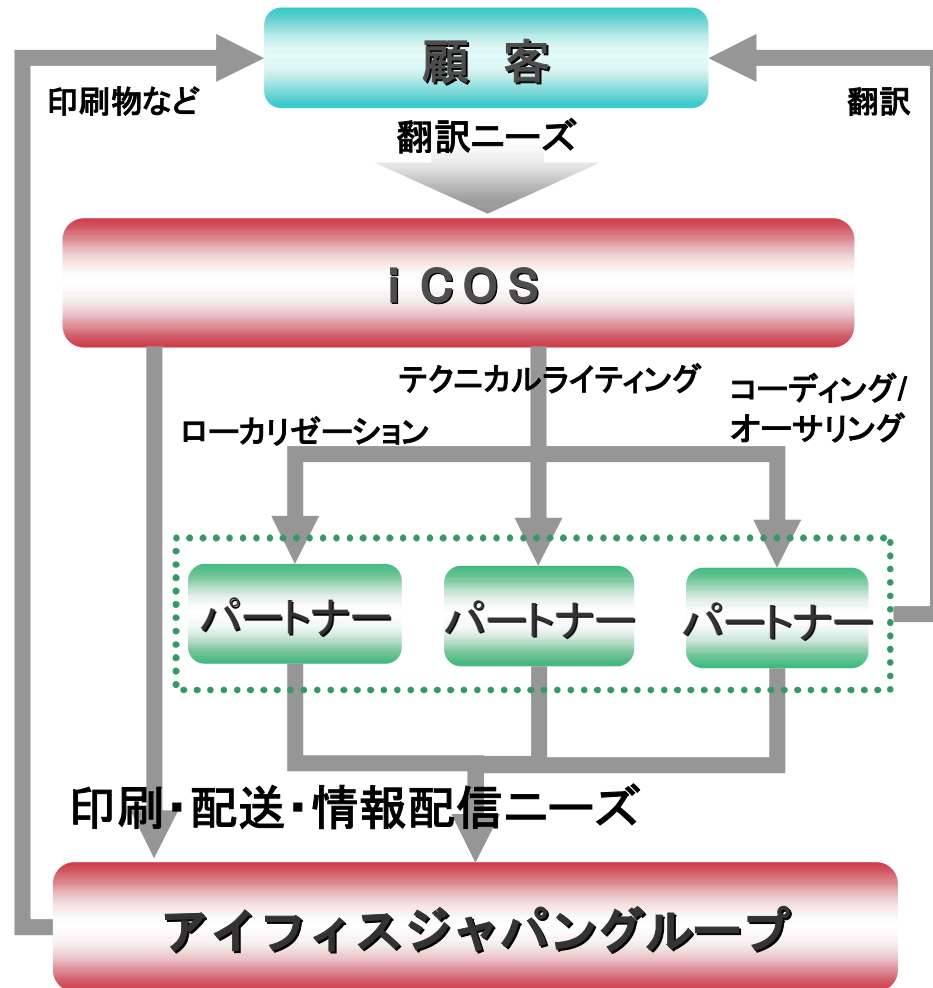 顧 客
印刷物など
翻訳
翻訳ニーズ
i COS
テクニカルライティング
コーディング/
オーサリング
ローカリゼーション
パートナー
パートナー
パートナー
印刷・配送・情報配信ニーズ
アイフィスジャパングループ